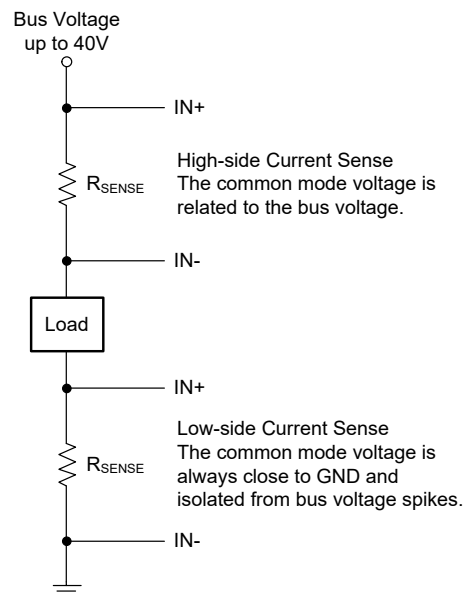 Bus Voltage
up to 40V
IN+
High-side Current Sense
RSENSE
The common mode voltage is
related to the bus voltage.
IN-
Load
IN+
Low-side Current Sense
The common mode voltage is
RSENSE
always close to GND and
isolated from bus voltage spikes.
IN-